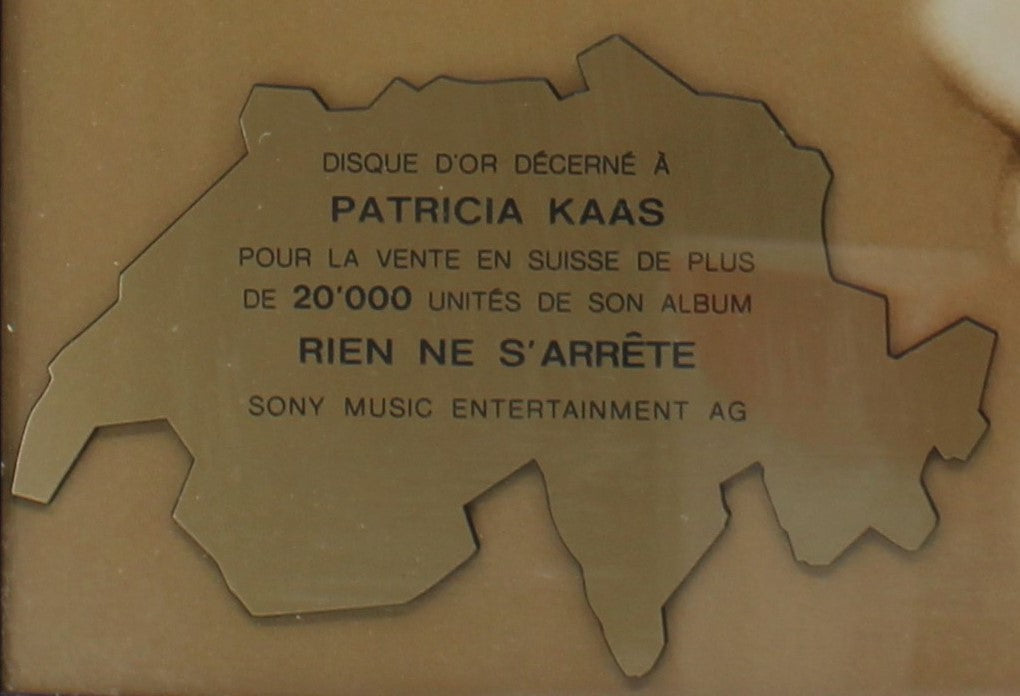 DISQUE D'OR DÉCERNÉ À
PATRICIA KAAS
POUR LA VENTE EN SUISSE DE PLUS
DE 20'000 UNITÉS DE SON ALBUM
RIEN NE S'ARRÊTE
SONY MUSIC ENTERTAINMENT AG